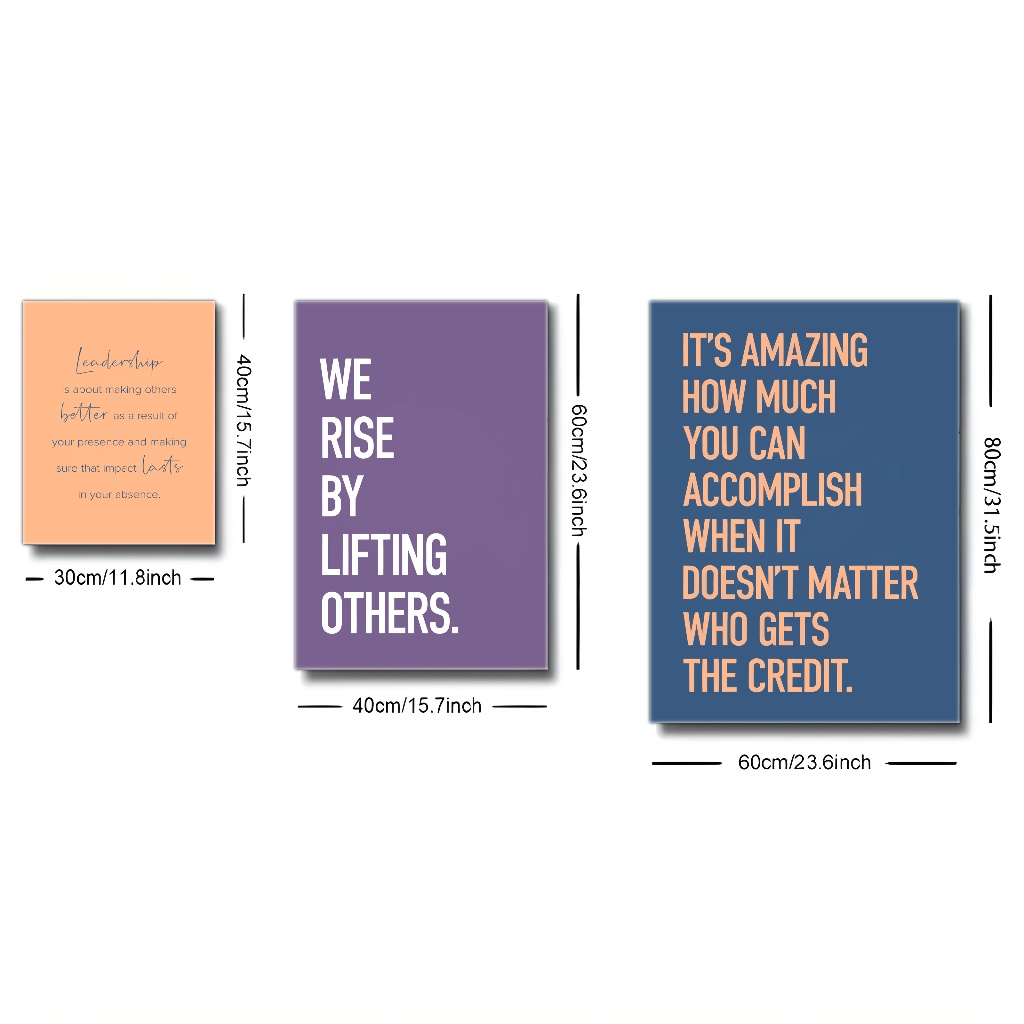 Leadership
is about making others
better as a result of
your presence and making
sure that impact lasts
in your absence.
40cm/15.7inch
30cm/11.8inch
WE
RISE
BY
LIFTING
OTHERS.
60cm/23.6inch
40cm/15.7inch
IT'S AMAZING
HOW MUCH
YOU CAN
ACCOMPLISH
WHEN IT
DOESN'T MATTER
WHO GETS
THE CREDIT.
80cm/31.5inch
60cm/23.6inch